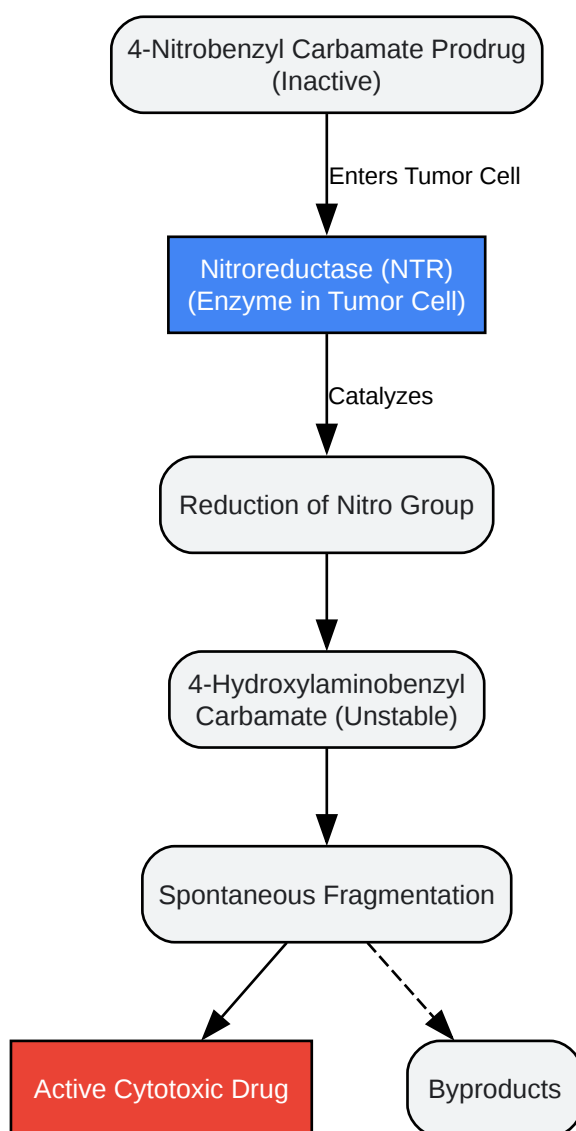 4-Nitrobenzyl Carbamate Prodrug
(Inactive)
Enters Tumor Cell
Nitroreductase (NTR)
(Enzyme in Tumor Cell)
Catalyzes
Reduction of Nitro Group
4-Hydroxylaminobenzyl
Carbamate (Unstable)
Spontaneous Fragmentation
Active Cytotoxic Drug
Byproducts